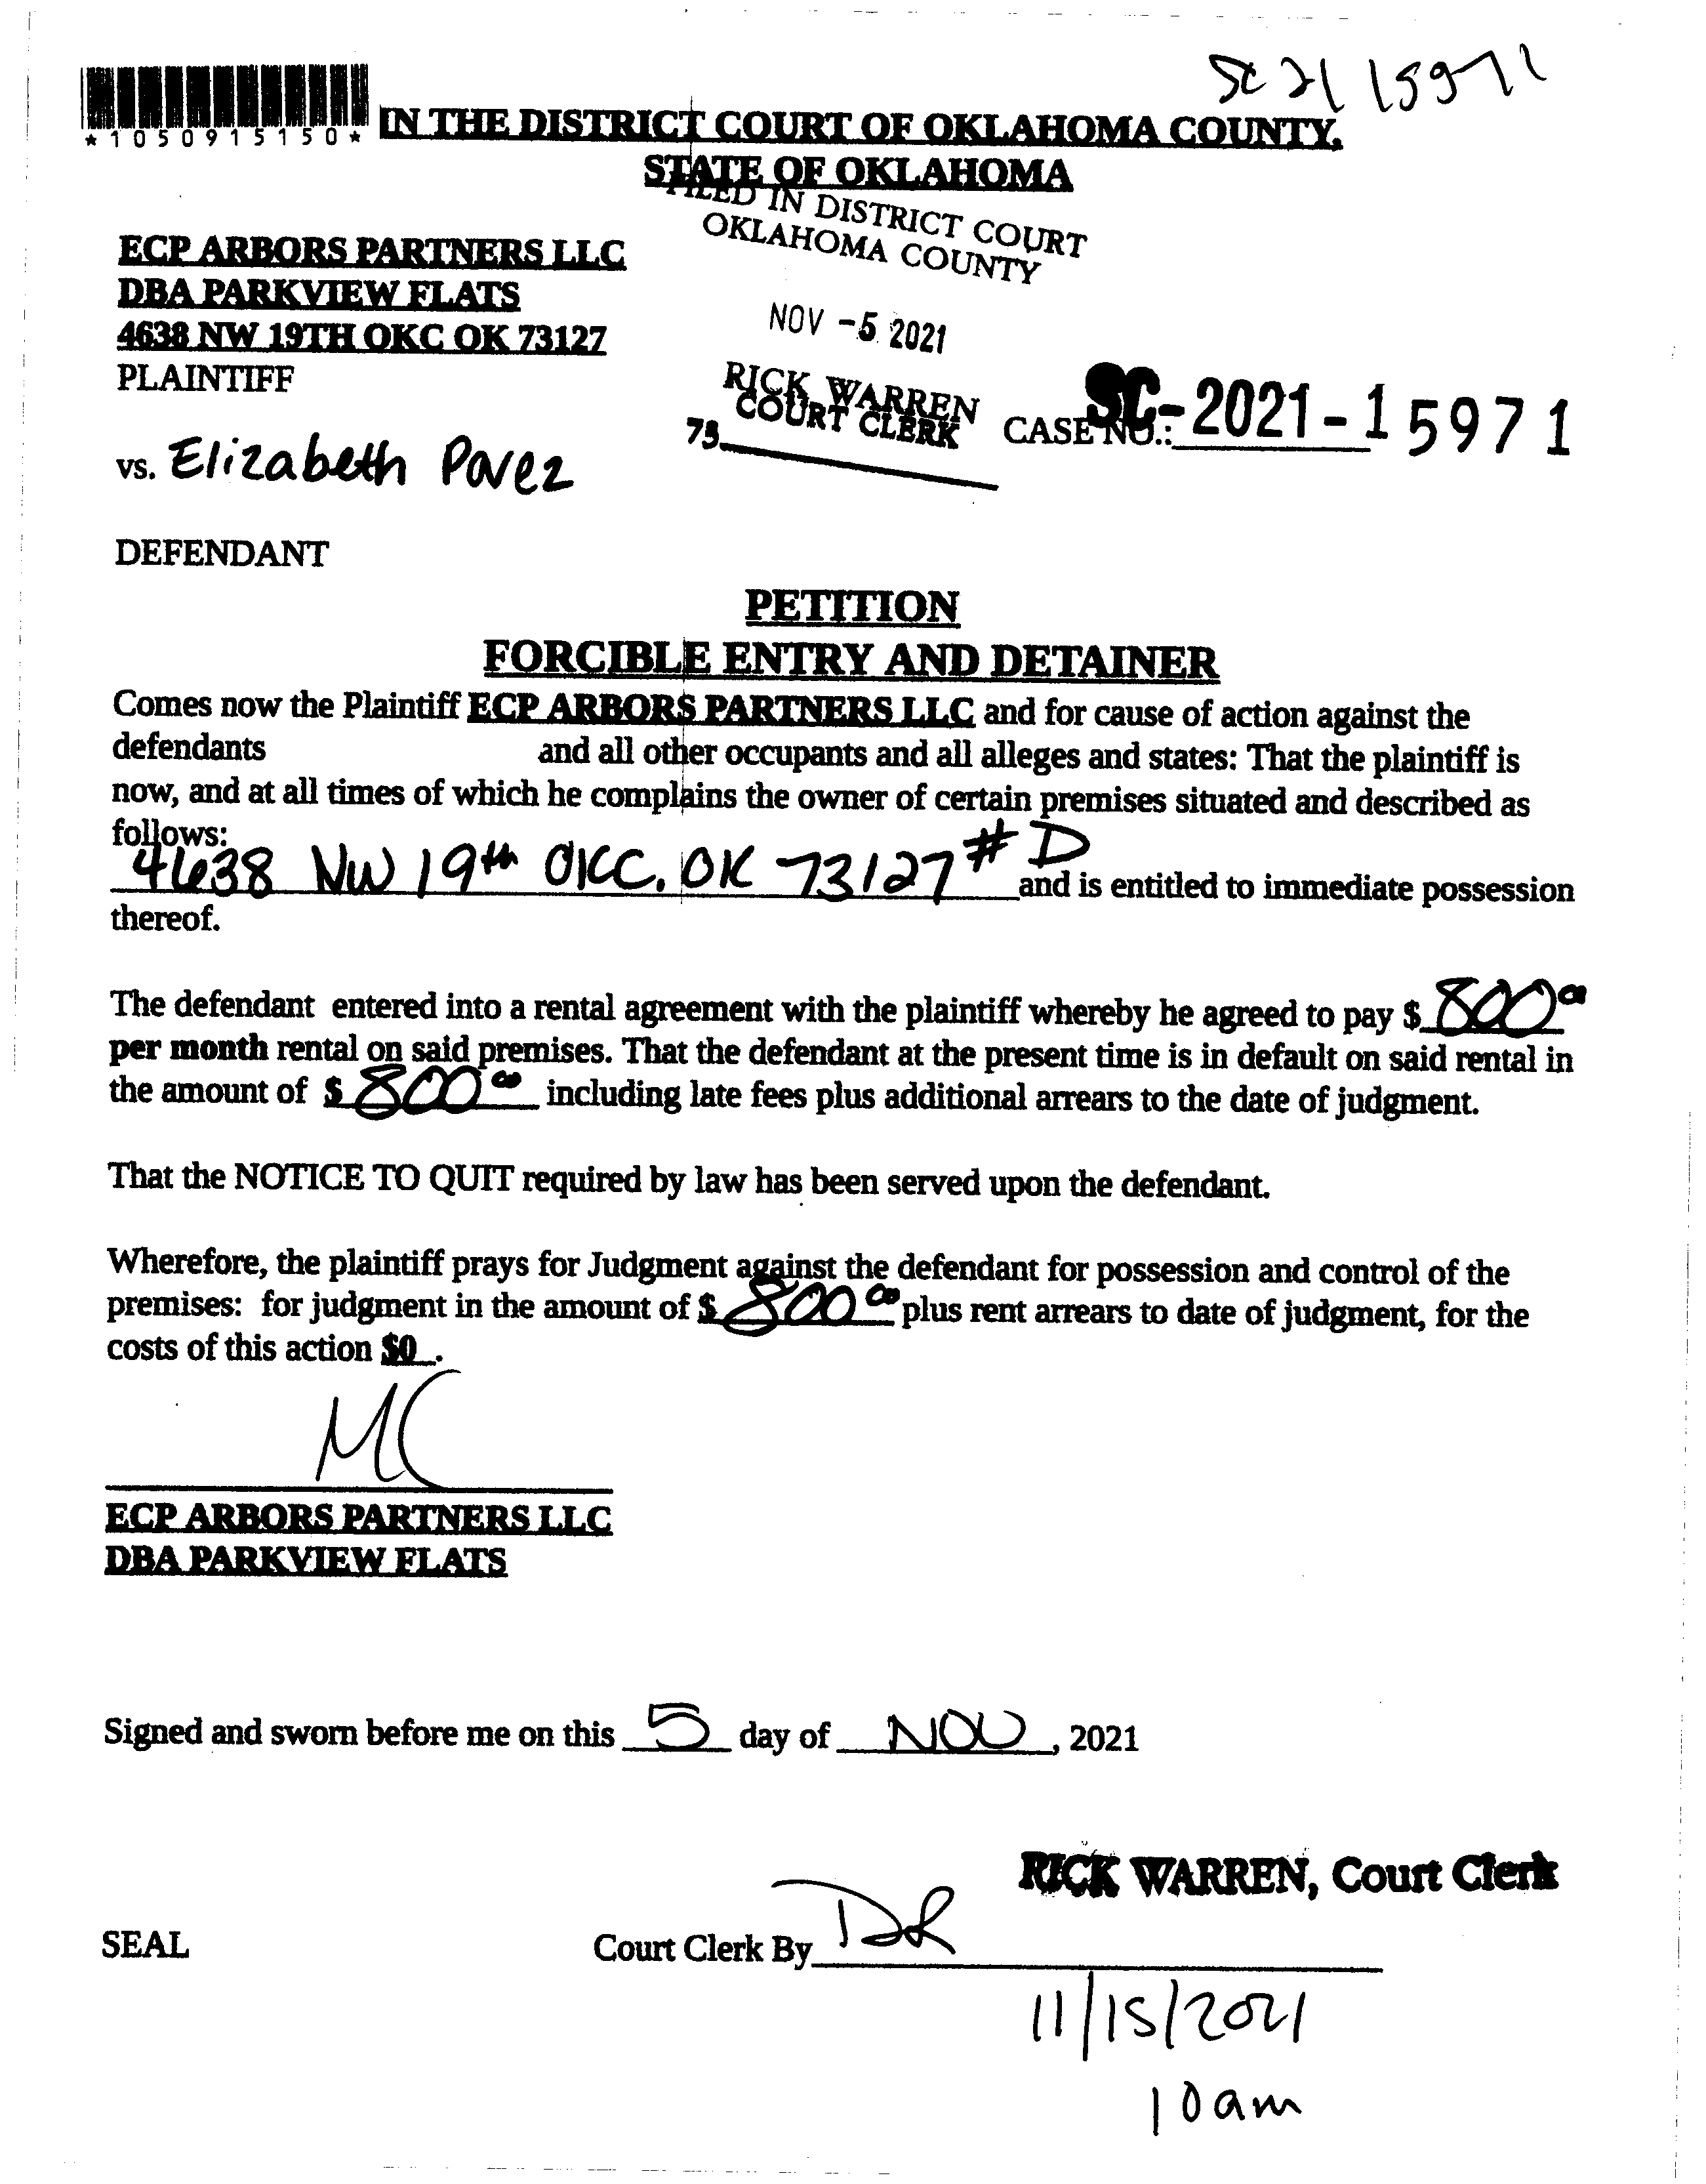 SC 21 15971
*1050915150*
IN THE DISTRICT COURT OF OKLAHOMA COUNTY,
STATE OF OKLAHOMA
FILED IN DISTRICT COURT
OKLAHOMA COUNTY
ECP ARBORS PARTNERS LLC
DBA PARKVIEW FLATS
4638 NW 19TH OKC OK 73127
PLAINTIFF
NOV -5 2021
RICK WARREN
COURT CLERK
73
CASE NO.: SC-2021-15971
vs. Elizabeth Pavez
DEFENDANT
PETITION
FORCIBLE ENTRY AND DETAINER
Comes now the Plaintiff ECP ARBORS PARTNERS LLC and for cause of action against the
defendants and all other occupants and all alleges and states: That the plaintiff is
now, and at all times of which he complains the owner of certain premises situated and described as
follows:
4638 NW 19th OKC. OK 73127 # D and is entitled to immediate possession
thereof.
The defendant entered into a rental agreement with the plaintiff whereby he agreed to pay $ 800.00
per month rental on said premises. That the defendant at the present time is in default on said rental in
the amount of $ 800.00 including late fees plus additional arrears to the date of judgment.
That the NOTICE TO QUIT required by law has been served upon the defendant.
Wherefore, the plaintiff prays for Judgment against the defendant for possession and control of the
premises: for judgment in the amount of $ 800.00 plus rent arrears to date of judgment, for the
costs of this action $0 .
MC
ECP ARBORS PARTNERS LLC
DBA PARKVIEW FLATS
Signed and sworn before me on this 5 day of NOV, 2021
RICK WARREN, Court Clerk
SEAL
Court Clerk By DR
11/15/2021
10am